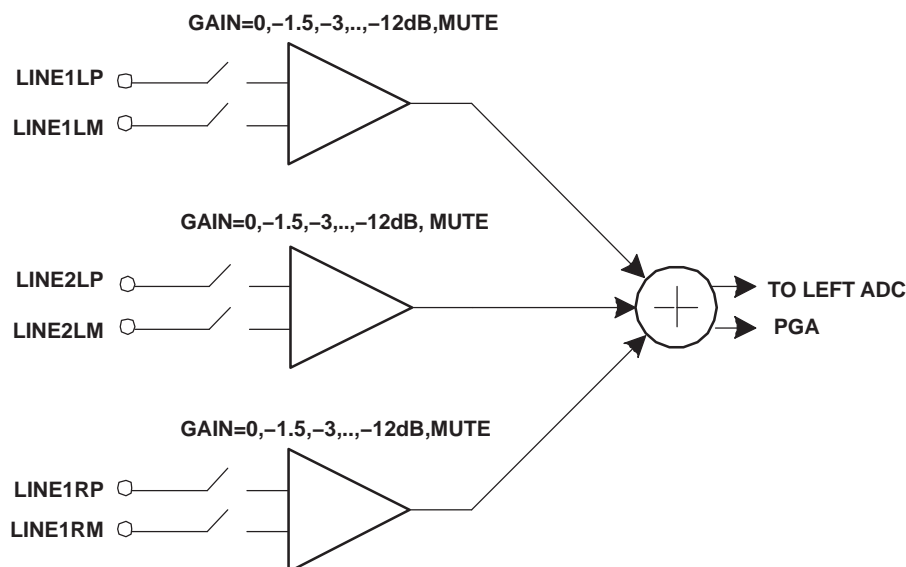 GAIN=0,−1.5,−3,..,−12dB,MUTE
LINE1LP
LINE1LM
GAIN=0,−1.5,−3,..,−12dB, MUTE
LINE2LP
LINE2LM
TO LEFT ADC
PGA
GAIN=0,−1.5,−3,..,−12dB,MUTE
LINE1RP
LINE1RM